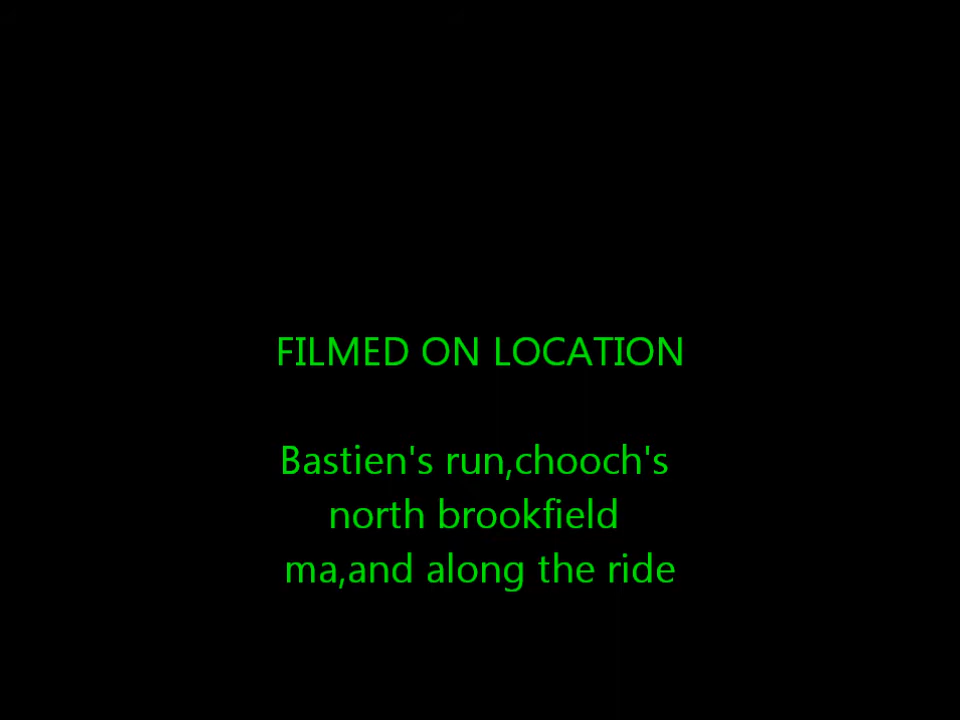 FILMED ON LOCATION
Bastien's run,chooch's
north brookfield
ma,and along the ride